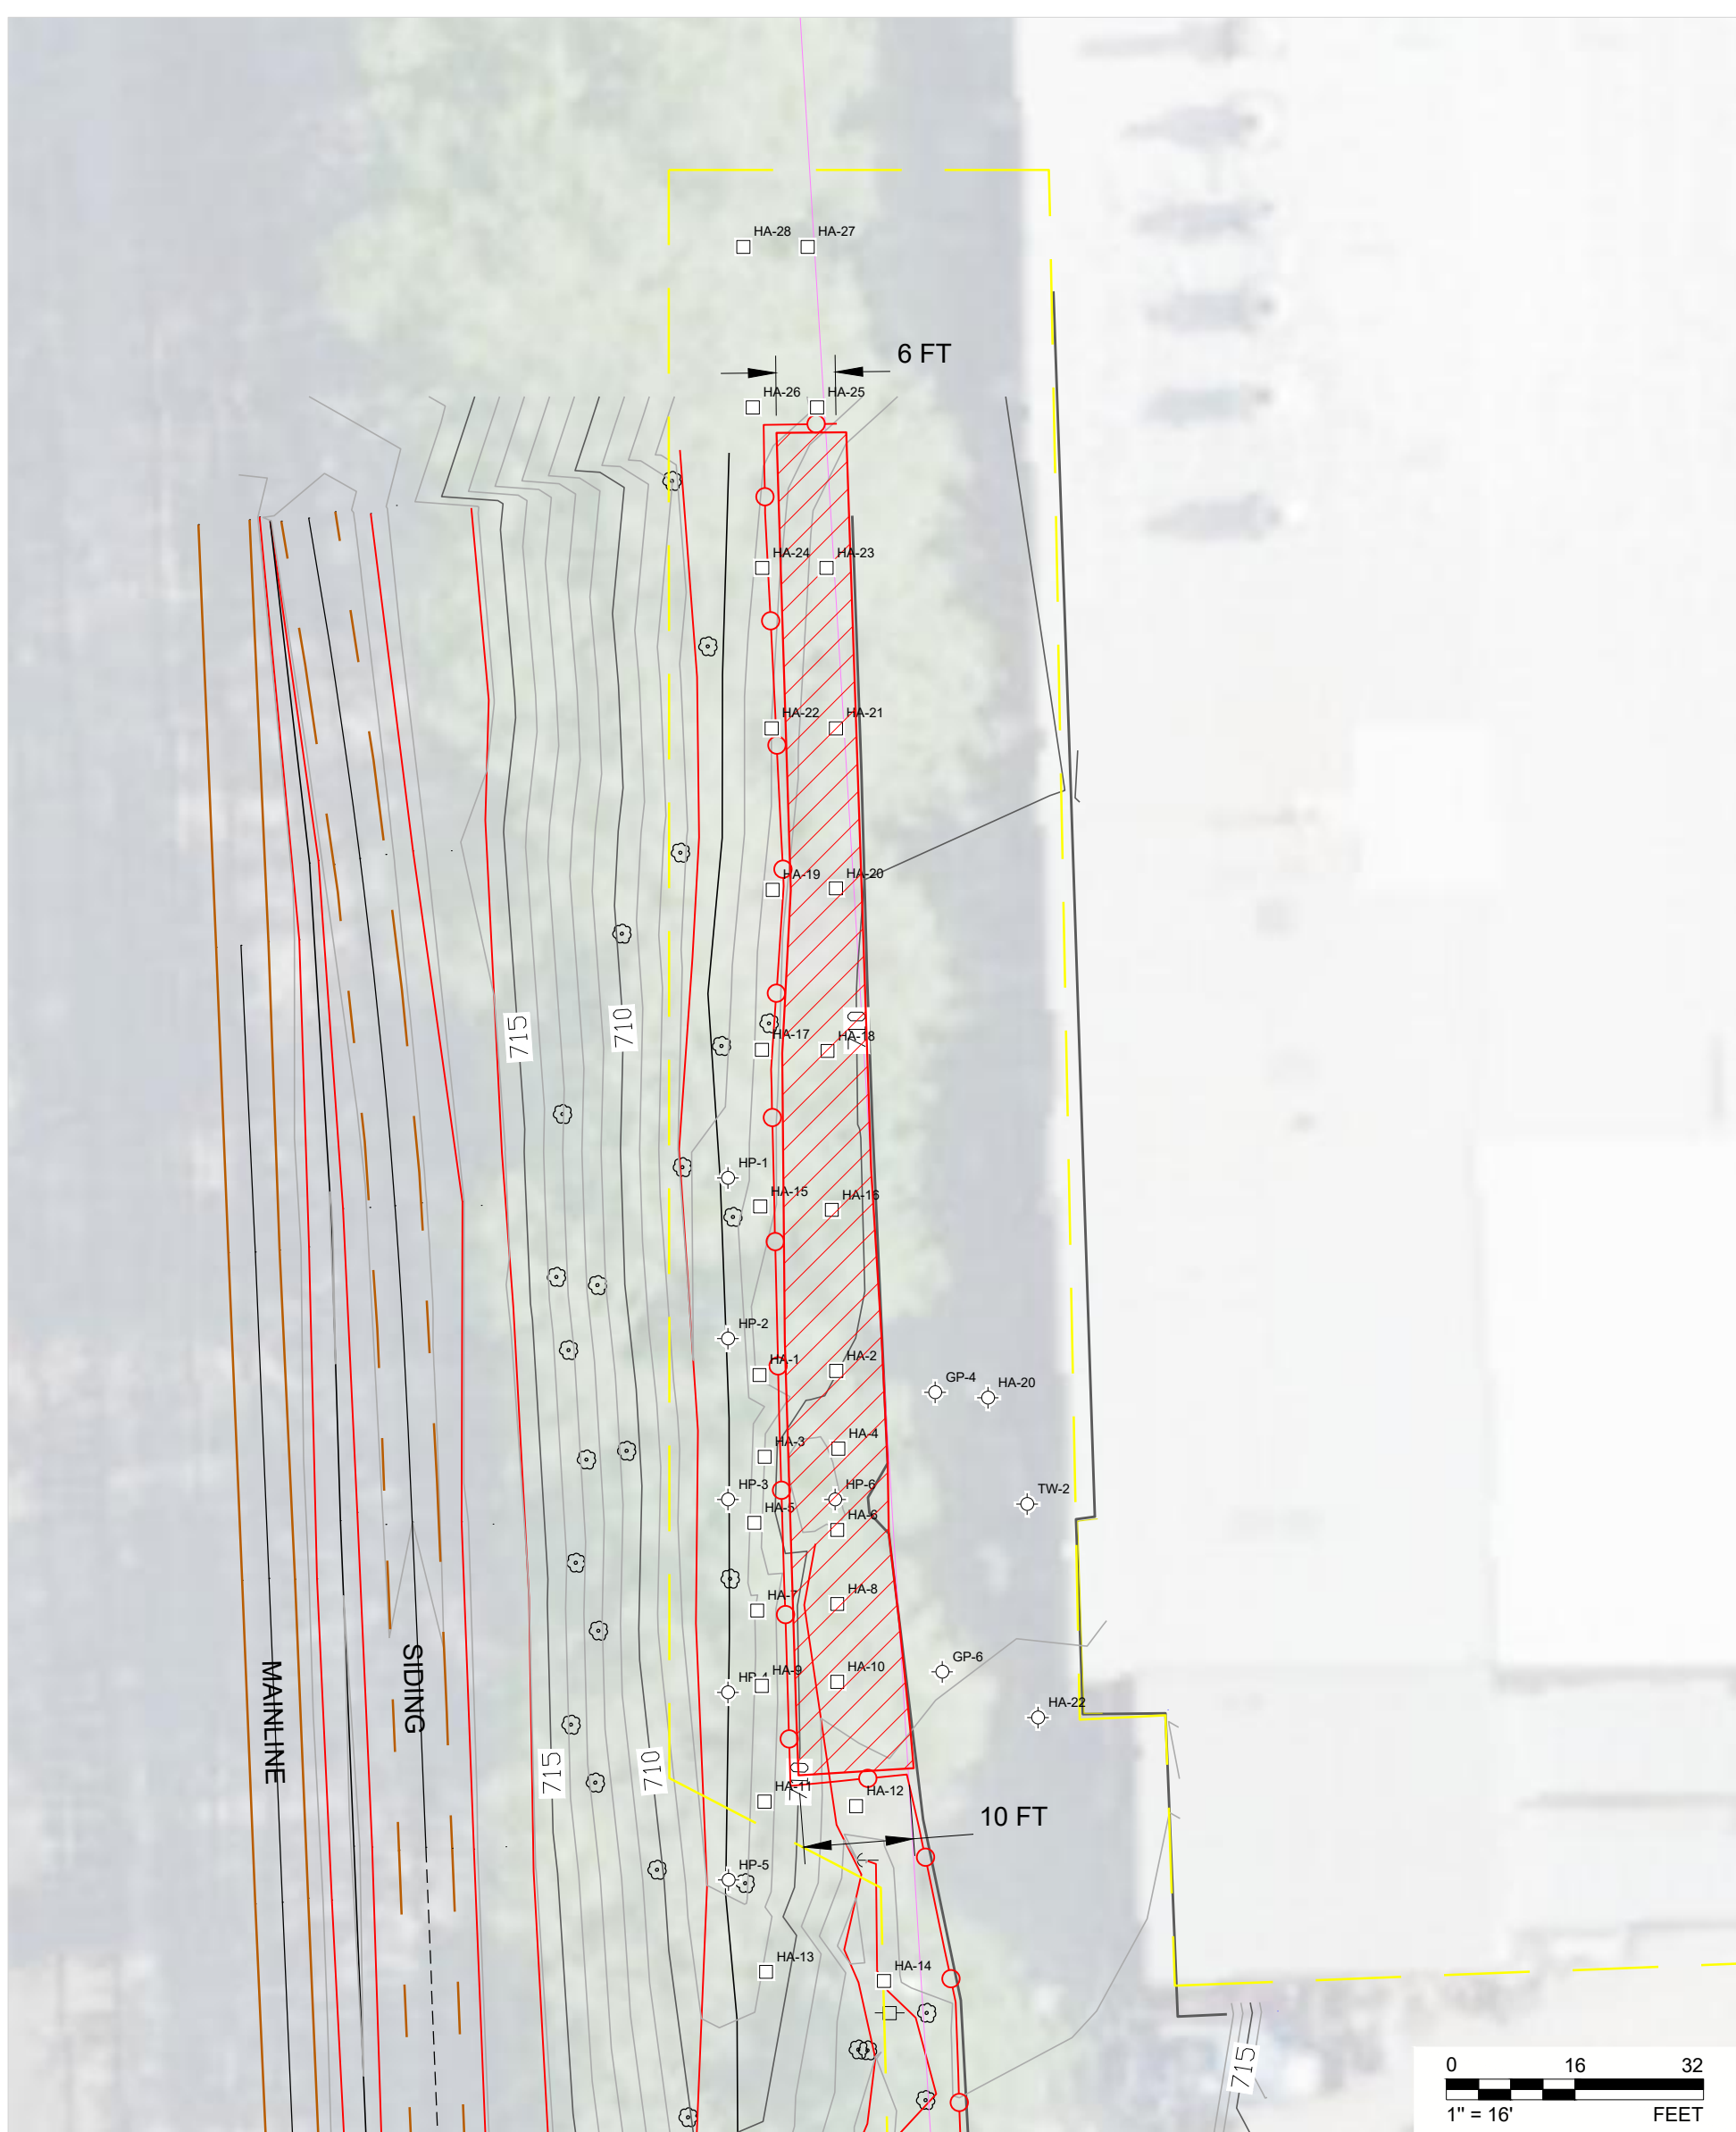 HA-28
HA-27
6 FT
HA-26
HA-25
HA-24
HA-23
HA-22
HA-21
HA-19
HA-20
715
710
710
HA-17
HA-18
HP-1
HA-15
HA-16
HP-2
HA-1
HA-2
GP-4
HA-20
HA-3
HA-4
HP-3
HP-6
TW-2
HA-5
HA-6
HA-7
HA-8
MAINLINE
SIDING
HP-4
HA-9
HA-10
GP-6
HA-22
715
710
710
HA-11
HA-12
10 FT
HP-5
HA-13
HA-14
715
0 16 32
1" = 16' FEET